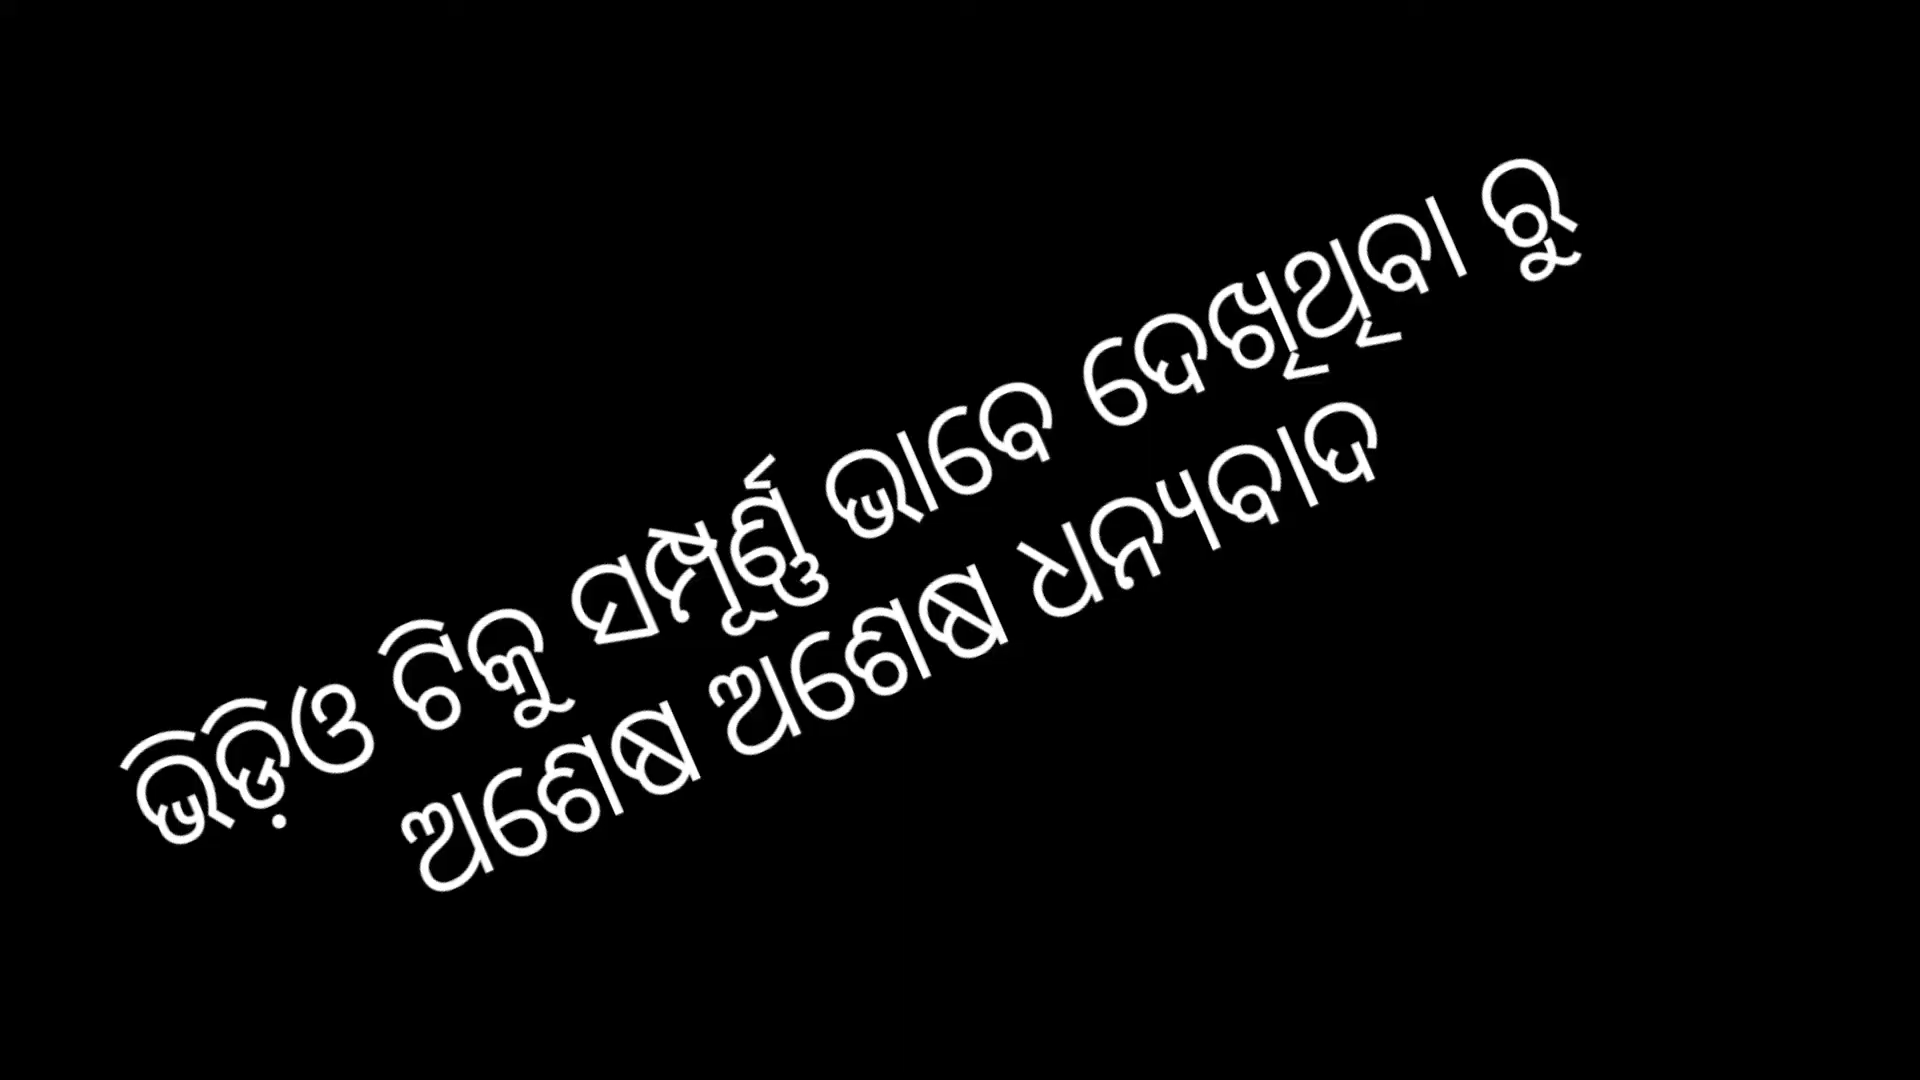 ଭିଡ଼ିଓ ଟିକୁ ସମ୍ପୂର୍ଣ୍ଣ ଭାବେ ଦେଖିଥିବା ରୁ
ଅଶେଷ ଅଶେଷ ଧନ୍ୟବାଦ